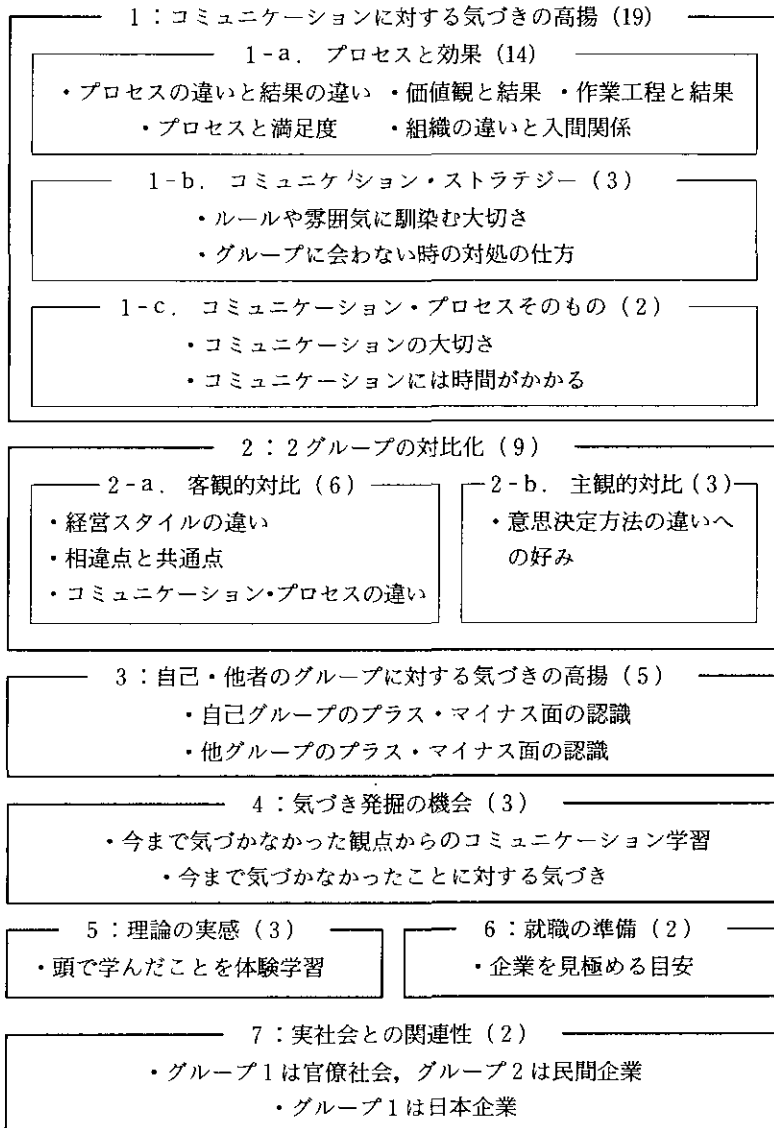 1：コミュニケーションに対する気づきの高揚 (19)
1-a. プロセスと効果 (14)
・プロセスの違いと結果の違い ・価値観と結果 ・作業工程と結果
・プロセスと満足度 ・組織の違いと人間関係
1-b. コミュニケーション・ストラテジー (3)
・ルールや雰囲気に馴染む大切さ
・グループに会わない時の対処の仕方
1-c. コミュニケーション・プロセスそのもの (2)
・コミュニケーションの大切さ
・コミュニケーションには時間がかかる
2：2グループの対比化 (9)
2-a. 客観的対比 (6)
・経営スタイルの違い
・相違点と共通点
・コミュニケーション・プロセスの違い
2-b. 主観的対比 (3)
・意思決定方法の違いへ
の好み
3：自己・他者のグループに対する気づきの高揚 (5)
・自己グループのプラス・マイナス面の認識
・他グループのプラス・マイナス面の認識
4：気づき発掘の機会 (3)
・今まで気づかなかった観点からのコミュニケーション学習
・今まで気づかなかったことに対する気づき
5：理論の実感 (3)
・頭で学んだことを体験学習
6：就職の準備 (2)
・企業を見極める目安
7：実社会との関連性 (2)
・グループ1は官僚社会，グループ2は民間企業
・グループ1は日本企業